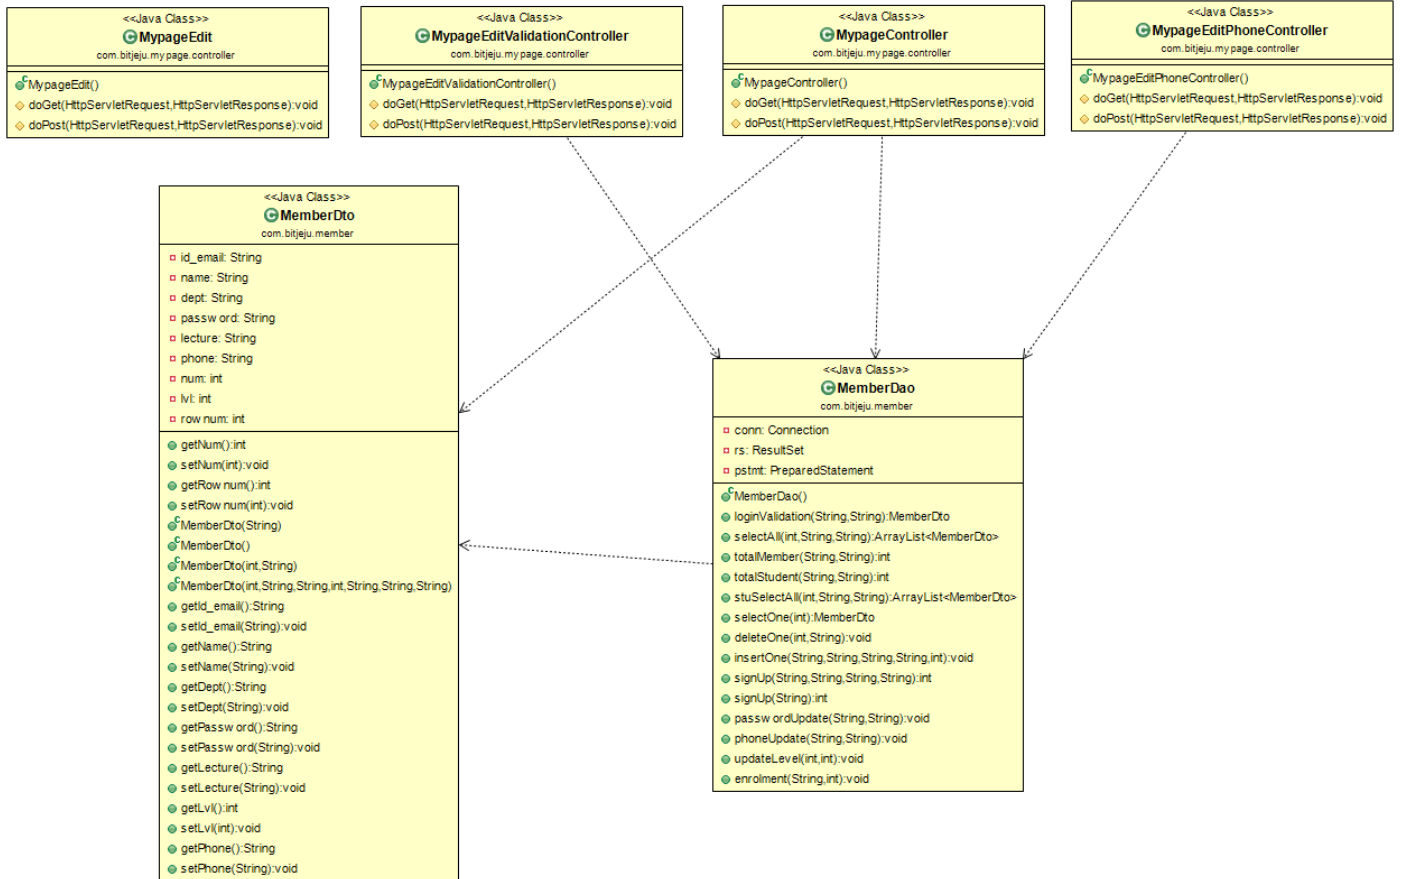 <<Java Class>>
MypageEdit
com.bitjeju.mypage.controller
MypageEdit()
doGet(HttpServletRequest,HttpServletResponse):void
doPost(HttpServletRequest,HttpServletResponse):void
<<Java Class>>
MypageEditValidationController
com.bitjeju.mypage.controller
MypageEditValidationController()
doGet(HttpServletRequest,HttpServletResponse):void
doPost(HttpServletRequest,HttpServletResponse):void
<<Java Class>>
MypageController
com.bitjeju.mypage.controller
MypageController()
doGet(HttpServletRequest,HttpServletResponse):void
doPost(HttpServletRequest,HttpServletResponse):void
<<Java Class>>
MypageEditPhoneController
com.bitjeju.mypage.controller
MypageEditPhoneController()
doGet(HttpServletRequest,HttpServletResponse):void
doPost(HttpServletRequest,HttpServletResponse):void
<<Java Class>>
MemberDto
com.bitjeju.member
id_email: String
name: String
dept: String
password: String
lecture: String
phone: String
num: int
lvl: int
rownum: int
getNum():int
setNum(int):void
getRownum():int
setRownum(int):void
MemberDto(String)
MemberDto()
MemberDto(int,String)
MemberDto(int,String,String,int,String,String,String)
getId_email():String
setId_email(String):void
getName():String
setName(String):void
getDept():String
setDept(String):void
getPassword():String
setPassword(String):void
getLecture():String
setLecture(String):void
getLvl():int
setLvl(int):void
getPhone():String
setPhone(String):void
<<Java Class>>
MemberDao
com.bitjeju.member
conn: Connection
rs: ResultSet
pstmt: PreparedStatement
MemberDao()
loginValidation(String,String):MemberDto
selectAll(int,String,String):ArrayList<MemberDto>
totalMember(String,String):int
totalStudent(String,String):int
stuSelectAll(int,String,String):ArrayList<MemberDto>
selectOne(int):MemberDto
deleteOne(int,String):void
insertOne(String,String,String,String,int):void
signUp(String,String,String,String):int
signUp(String):int
passwordUpdate(String,String):void
phoneUpdate(String,String):void
updateLevel(int,int):void
enrolment(String,int):void